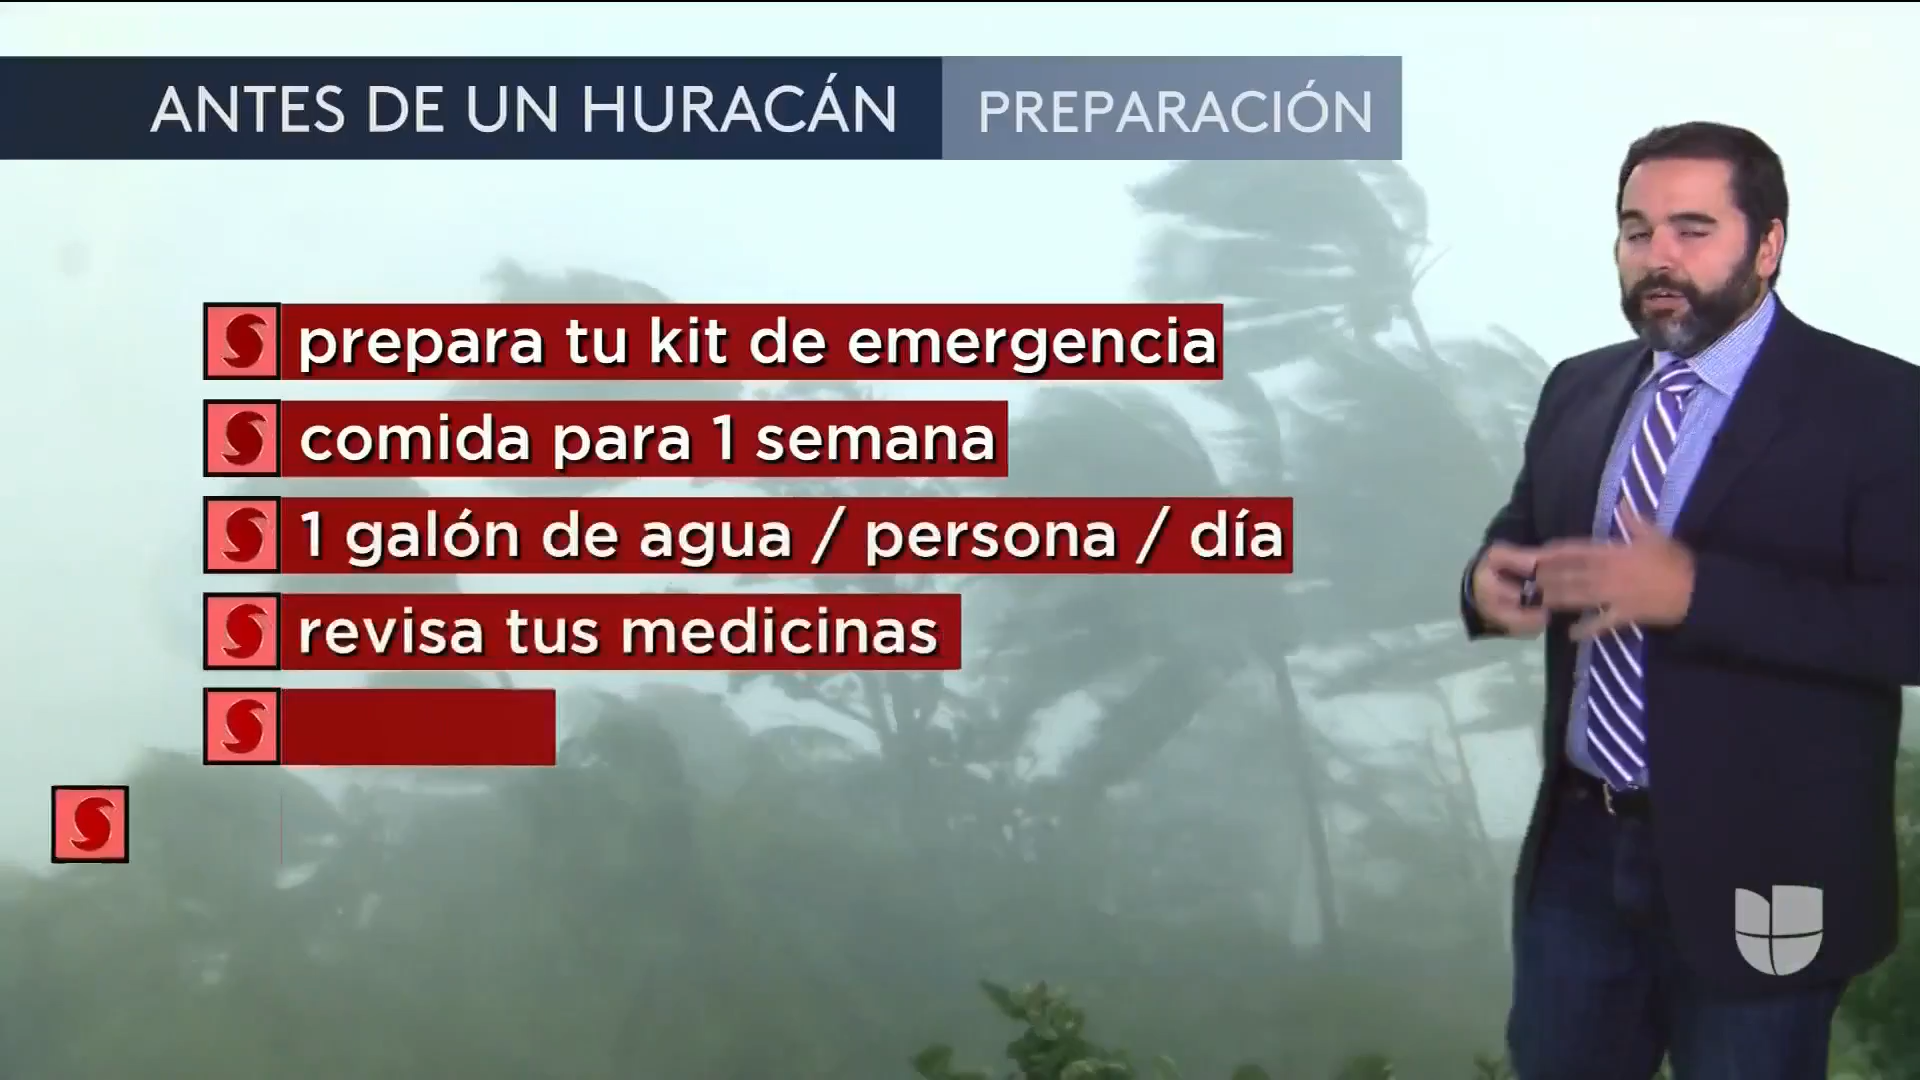 ANTES DE UN HURACÁN PREPARACIÓN
prepara tu kit de emergencia
comida para 1 semana
1 galón de agua / persona / día
revisa tus medicinas